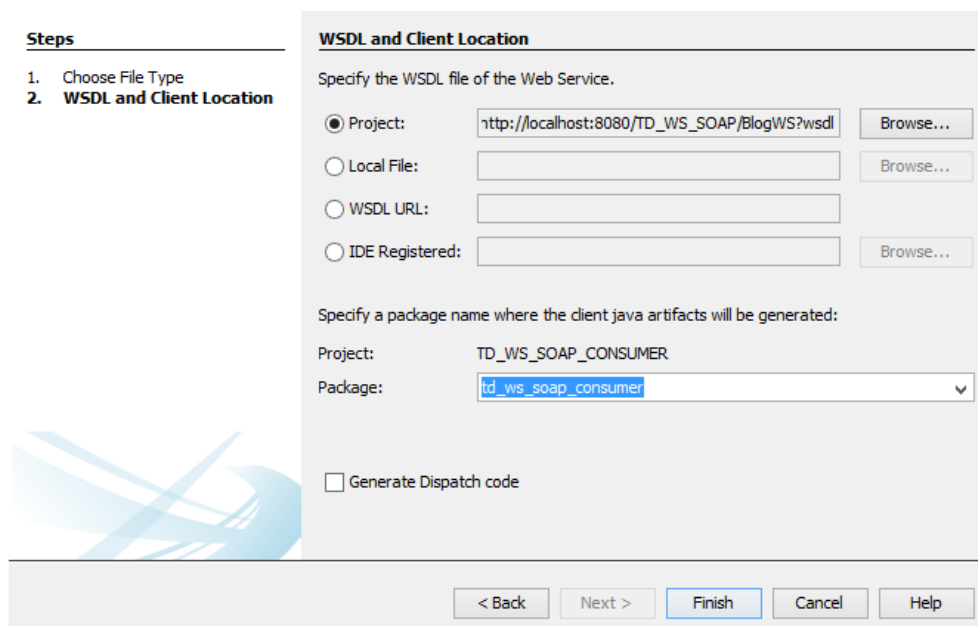 Steps
1. Choose File Type
2. WSDL and Client Location
WSDL and Client Location
Specify the WSDL file of the Web Service.
Project: http://localhost:8080/TD_WS_SOAP/BlogWS?wsdl Browse...
Local File: Browse...
WSDL URL:
IDE Registered: Browse...
Specify a package name where the client java artifacts will be generated:
Project: TD_WS_SOAP_CONSUMER
Package: td_ws_soap_consumer
Generate Dispatch code
< Back Next > Finish Cancel Help